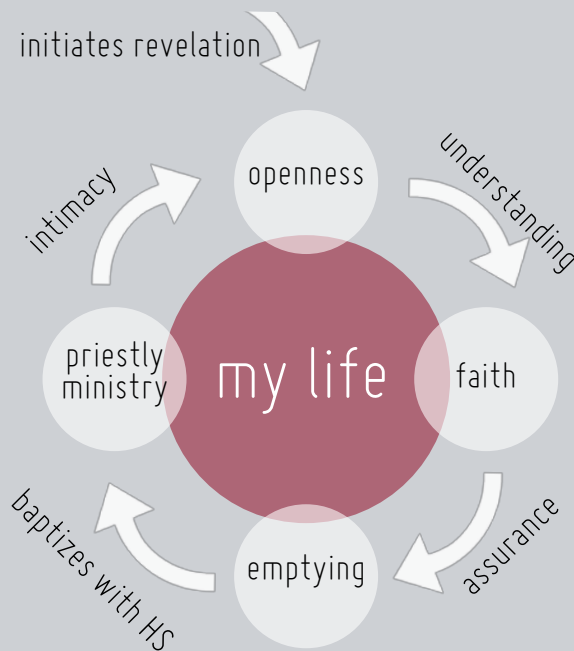 initiates revelation
openness
understanding
intimacy
priestly
ministry
my life
faith
baptizes with HS
emptying
assurance